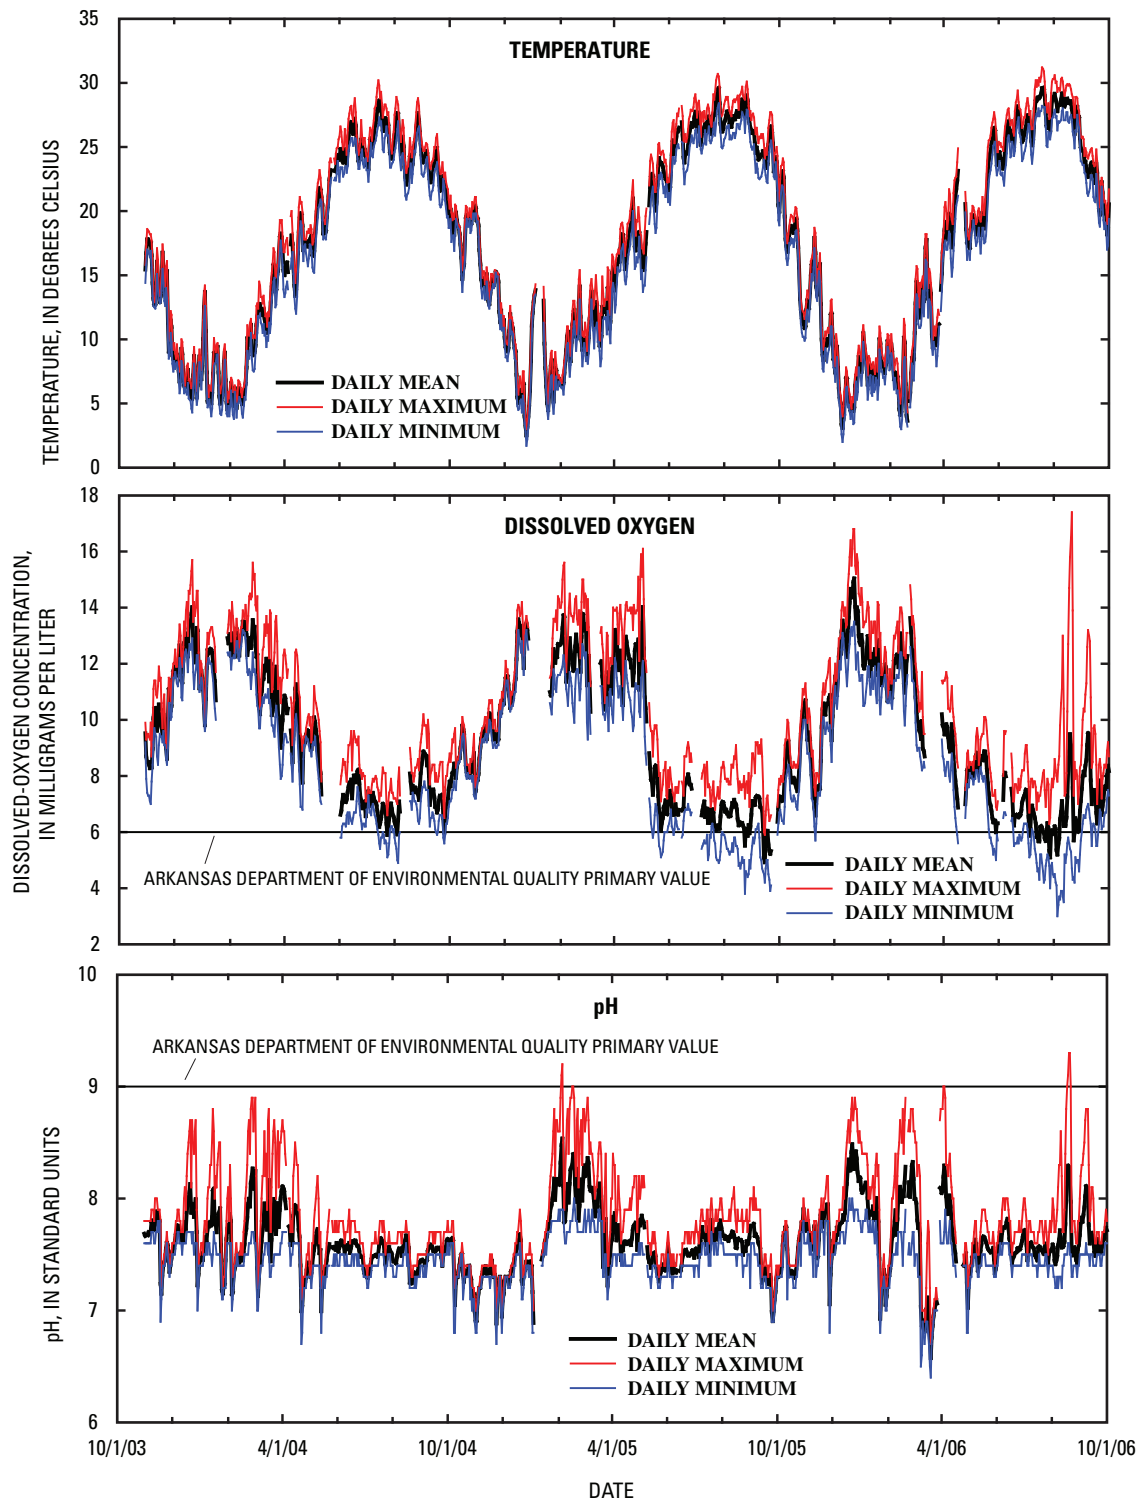 TEMPERATURE
35
30
25
20
15
10
5
0
TEMPERATURE, IN DEGREES CELSIUS
DAILY MEAN
DAILY MAXIMUM
DAILY MINIMUM
DISSOLVED OXYGEN
18
16
14
12
10
8
6
4
2
DISSOLVED-OXYGEN CONCENTRATION,
IN MILLIGRAMS PER LITER
ARKANSAS DEPARTMENT OF ENVIRONMENTAL QUALITY PRIMARY VALUE
DAILY MEAN
DAILY MAXIMUM
DAILY MINIMUM
pH
10
9
8
7
6
pH, IN STANDARD UNITS
ARKANSAS DEPARTMENT OF ENVIRONMENTAL QUALITY PRIMARY VALUE
DAILY MEAN
DAILY MAXIMUM
DAILY MINIMUM
10/1/03 4/1/04 10/1/04 4/1/05 10/1/05 4/1/06 10/1/06
DATE